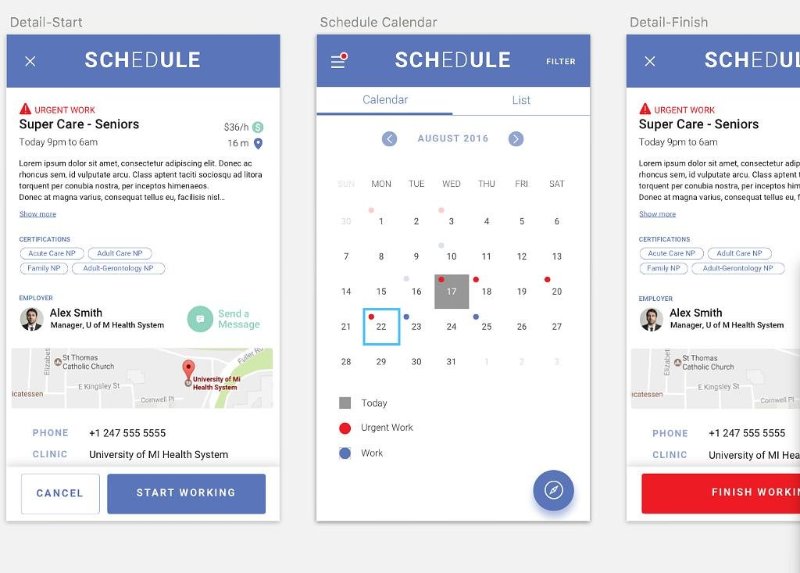 Detail-Start
SCHEDULE
URGENT WORK
Super Care - Seniors
$36/h
Today 9pm to 6am
16 m
Lorem ipsum dolor sit amet, consectetur adipiscing elit. Donec ac
rhoncus sem, id vulputate arcu. Class aptent taciti sociosqu ad litora
torquent per conubia nostra, per inceptos himenaeos.
Donec at magna varius, consequat tellus eu, facilisis nisl...
Show more
CERTIFICATIONS
Acute Care NP
Adult Care NP
Family NP
Adult-Gerontology NP
EMPLOYER
Alex Smith
Manager, U of M Health System
Send a
Message
Elizabet
St Thomas
Catholic Church
Fuller Rd
E Kingsley St
University of MI
Health System
icatessen
Cornwell Pl
PHONE +1 247 555 5555
CLINIC University of MI Health System
CANCEL
START WORKING
Schedule Calendar
SCHEDULE
FILTER
Calendar
List
AUGUST 2016
SUN MON TUE WED THU FRI SAT
30 1 2 3 4 5 6
7 8 9 10 11 12 13
14 15 16 17 18 19 20
21 22 23 24 25 26 27
28 29 30 31 1 2 3
Today
Urgent Work
Work
Detail-Finish
SCHEDUL
URGENT WORK
Super Care - Seniors
Today 9pm to 6am
Lorem ipsum dolor sit amet, consectetur adipiscing
rhoncus sem, id vulputate arcu. Class aptent taciti
torquent per conubia nostra, per inceptos himenaeos
Donec at magna varius, consequat tellus eu, facilis
Show more
CERTIFICATIONS
Acute Care NP
Adult Care NP
Family NP
Adult-Gerontology NP
EMPLOYER
Alex Smith
Manager, U of M Health System
Elizabet
St Thomas
Catholic Church
E Kingsley St
icatessen
Cornwell Pl
PHONE +1 247 555 5555
CLINIC University of MI Hea
FINISH WORKIN